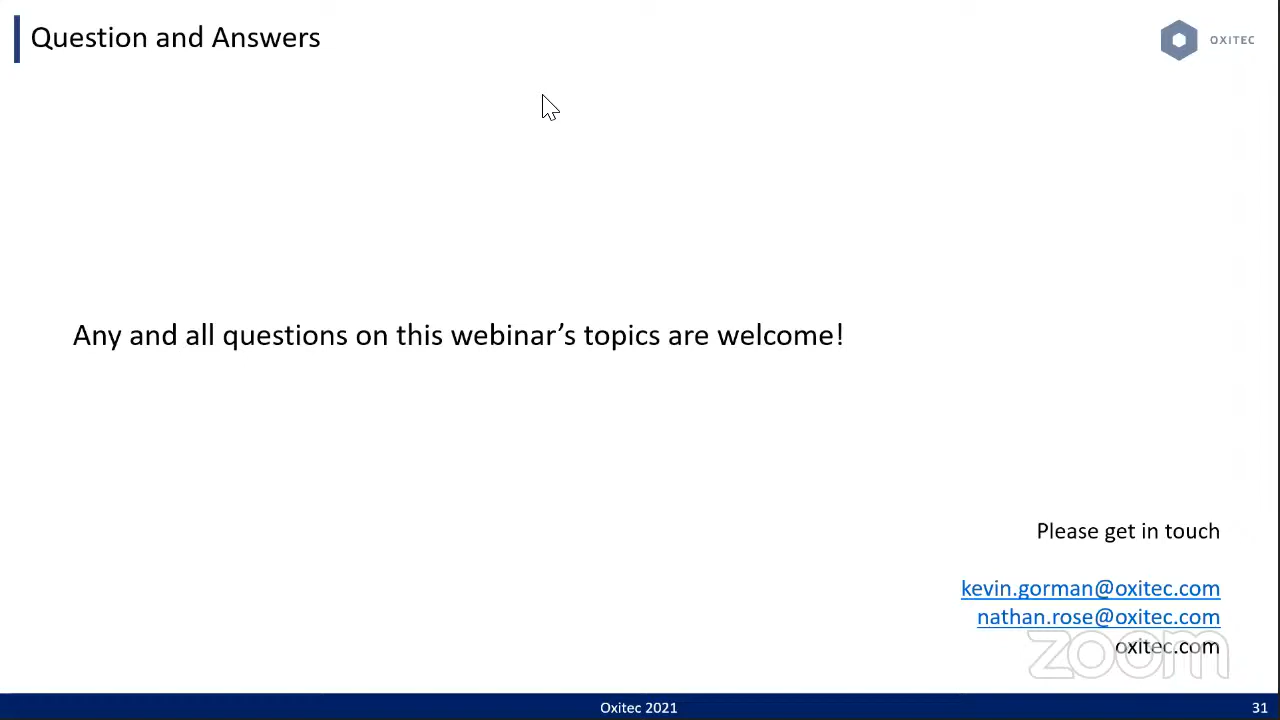 Question and Answers
OXITEC
Any and all questions on this webinar’s topics are welcome!
Please get in touch
kevin.gorman@oxitec.com
nathan.rose@oxitec.com
oxitec.com
zoom
Oxitec 2021
31